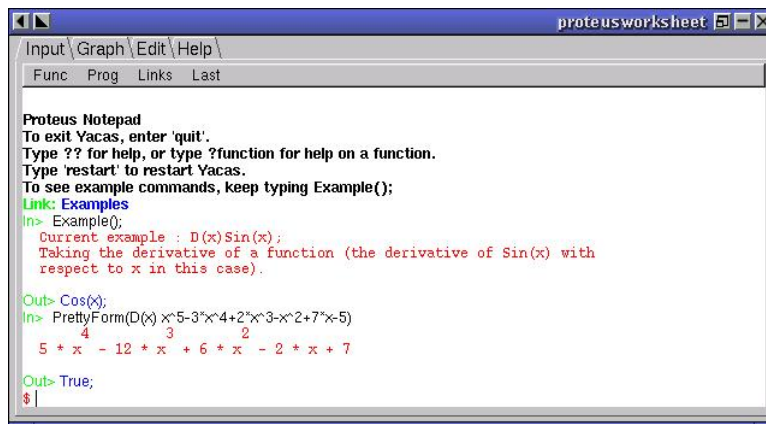 proteusworksheet
Input\Graph\Edit\Help\
Func Prog Links Last
Proteus Notepad
To exit Yacas, enter 'quit'.
Type ?? for help, or type ?function for help on a function.
Type 'restart' to restart Yacas.
To see example commands, keep typing Example();
Link: Examples
In> Example();
Current example : D(x)Sin(x);
Taking the derivative of a function (the derivative of Sin(x) with
respect to x in this case).
Out> Cos(x);
In> PrettyForm(D(x) x^5-3*x^4+2*x^3-x^2+7*x-5)
4 3 2
5 * x - 12 * x + 6 * x - 2 * x + 7
Out> True;
$